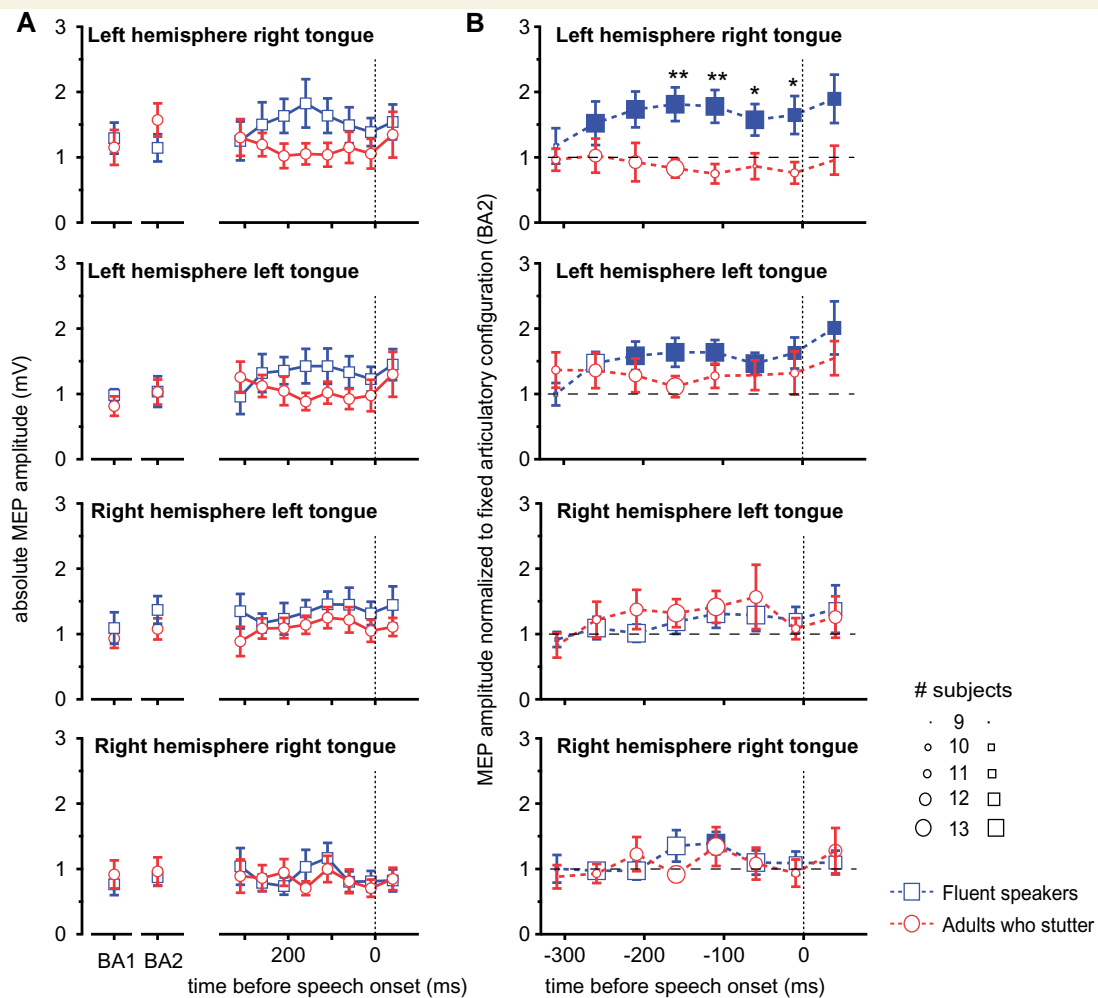 A
absolute MEP amplitude (mV)
Left hemisphere right tongue
3
2
1
0
Left hemisphere left tongue
3
2
1
0
Right hemisphere left tongue
3
2
1
0
Right hemisphere right tongue
3
2
1
0
BA1 BA2 200 0
time before speech onset (ms)
B
MEP amplitude normalized to fixed articulatory configuration (BA2)
Left hemisphere right tongue
** ** * *
3
2
1
0
Left hemisphere left tongue
3
2
1
0
Right hemisphere left tongue
3
2
1
0
Right hemisphere right tongue
3
2
1
0
-300 -200 -100 0
time before speech onset (ms)
# subjects
9
10
11
12
13
Fluent speakers
Adults who stutter